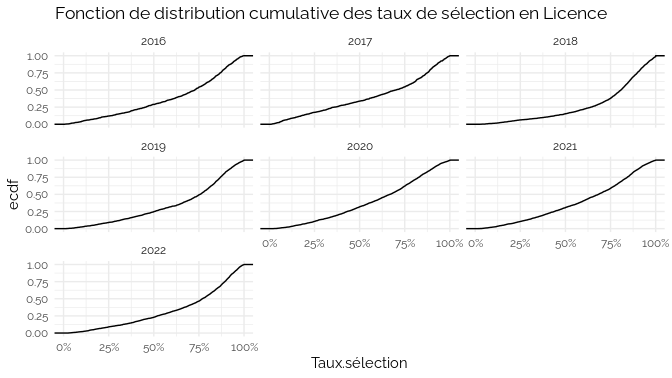 Fonction de distribution cumulative des taux de sélection en Licence
2016 2017 2018
1.00
0.75
0.50
0.25
0.00
2019 2020 2021
1.00
0.75
0.50
0.25
0.00
0% 25% 50% 75% 100% 0% 25% 50% 75% 100%
2022
1.00
0.75
0.50
0.25
0.00
0% 25% 50% 75% 100%
ecdf
Taux.sélection